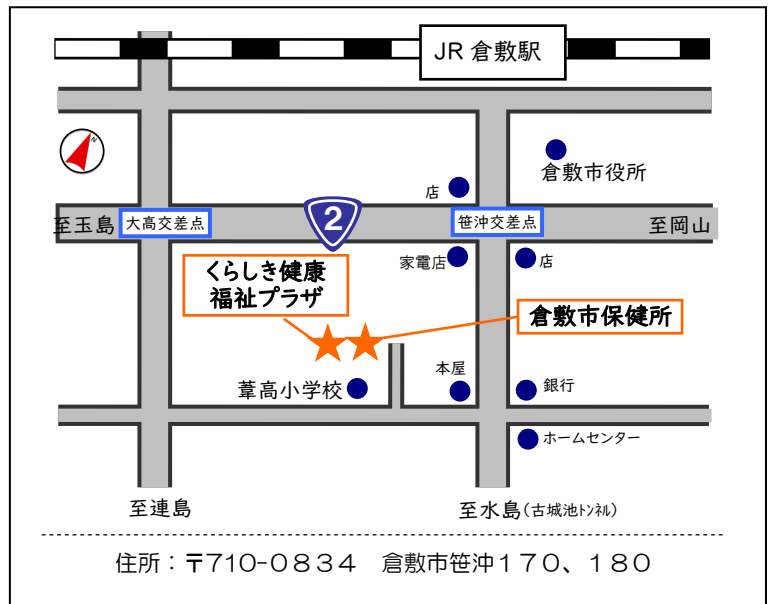 JR 倉敷駅
N
倉敷市役所
店
2
至玉島
大高交差点
笹沖交差点
至岡山
家電店
店
くらしき健康
福祉プラザ
倉敷市保健所
本屋
葦高小学校
銀行
ホームセンター
至連島
至水島(古城池ﾄﾝﾈﾙ)
住所：〒710-0834　倉敷市笹沖170、180